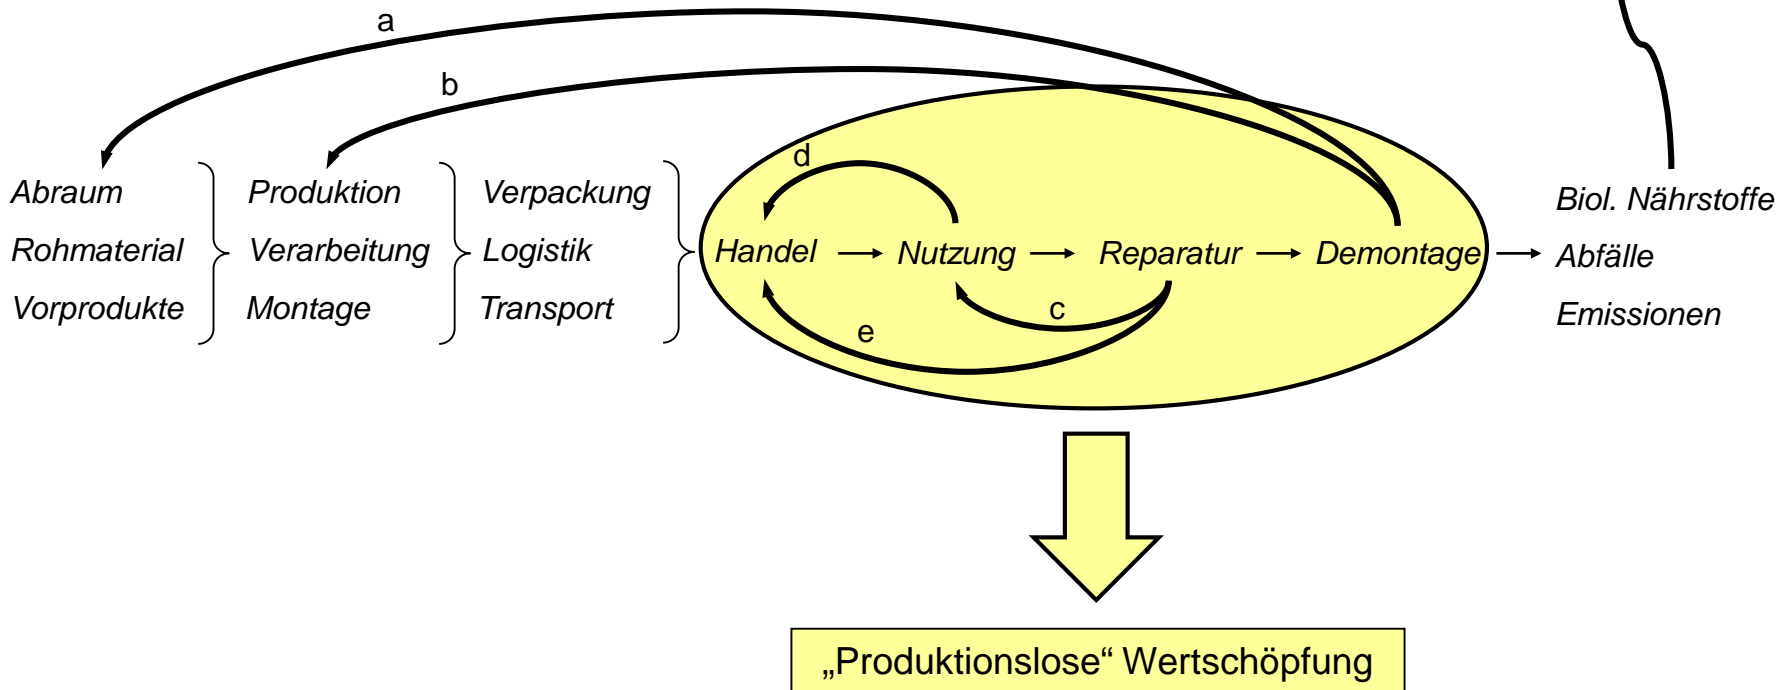 a
b
d
Abraum
Produktion
Verpackung
Biol. Nährstoffe
Rohmaterial
Verarbeitung
Logistik
Handel
Nutzung
Reparatur
Demontage
Abfälle
Vorprodukte
Montage
Transport
c
e
Emissionen
„Produktionslose“ Wertschöpfung